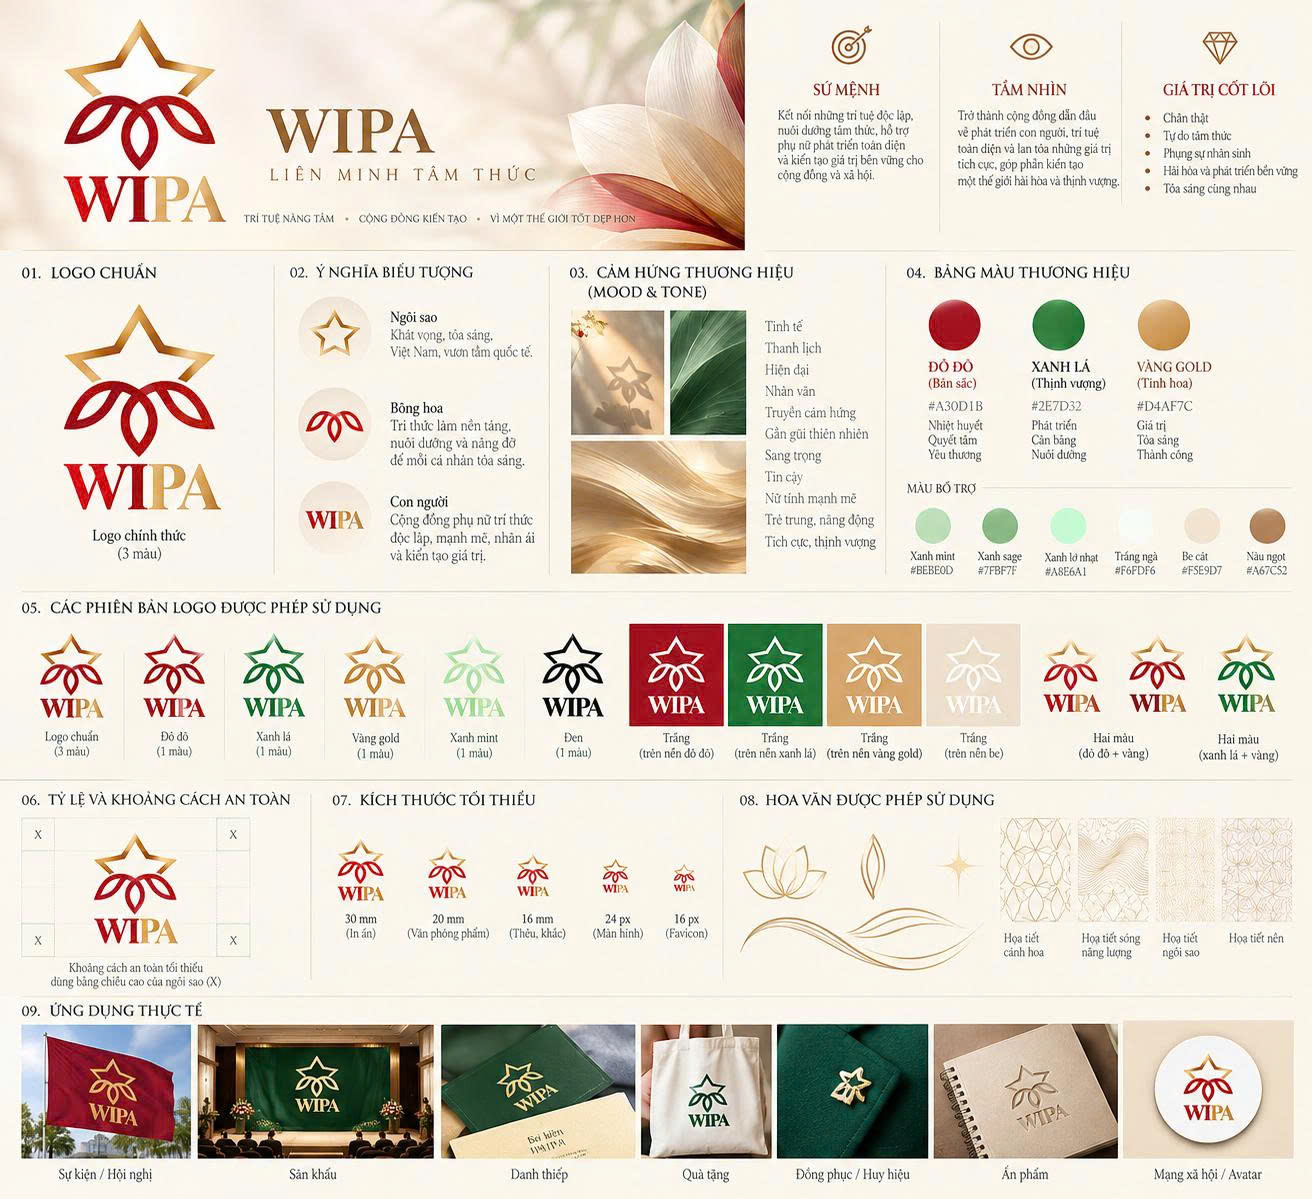 WIPA
WIPA
LIÊN MINH TÂM THỨC
TRÍ TUỆ NÂNG TẦM • CỘNG ĐỒNG KIẾN TẠO • VÌ MỘT THẾ GIỚI TỐT ĐẸP HƠN
SỨ MỆNH
Kết nối những trí tuệ độc lập,
nuôi dưỡng tâm thức, hỗ trợ
phụ nữ phát triển toàn diện
và kiến tạo giá trị bền vững cho
cộng đồng và xã hội.
TẦM NHÌN
Trở thành cộng đồng dẫn đầu
về phát triển con người, trí tuệ
toàn diện và lan tỏa những giá trị
tích cực, góp phần kiến tạo
một thế giới hài hòa và thịnh vượng.
GIÁ TRỊ CỐT LÕI
• Chân thật
• Tự do tâm thức
• Phụng sự nhân sinh
• Hài hòa và phát triển bền vững
• Tỏa sáng cùng nhau
01. LOGO CHUẨN
WIPA
Logo chính thức
(3 màu)
02. Ý NGHĨA BIỂU TƯỢNG
Ngôi sao
Khát vọng, tỏa sáng,
Việt Nam, vươn tầm quốc tế.
Bông hoa
Tri thức làm nền tảng,
nuôi dưỡng và nâng đỡ
để mỗi cá nhân tỏa sáng.
WIPA
Con người
Cộng đồng phụ nữ trí thức
độc lập, mạnh mẽ, nhân ái
và kiến tạo giá trị.
03. CẢM HỨNG THƯƠNG HIỆU
(MOOD & TONE)
Tinh tế
Thanh lịch
Hiện đại
Nhân văn
Truyền cảm hứng
Gần gũi thiên nhiên
Sang trọng
Tin cậy
Nữ tính mạnh mẽ
Trẻ trung, năng động
Tích cực, thịnh vượng
04. BẢNG MÀU THƯƠNG HIỆU
ĐỎ ĐÔ
(Bản sắc)
#A30D1B
Nhiệt huyết
Quyết tâm
Yêu thương
XANH LÁ
(Thịnh vượng)
#2E7D32
Phát triển
Cân bằng
Nuôi dưỡng
VÀNG GOLD
(Tinh hoa)
#D4AF7C
Giá trị
Tỏa sáng
Thành công
MÀU BỔ TRỢ
Xanh mint
#BEBE0D
Xanh sage
#7FBF7F
Xanh lơ nhạt
#A8E6A1
Trắng ngà
#F6FDF6
Be cát
#F5E9D7
Nâu ngọt
#A67C52
05. CÁC PHIÊN BẢN LOGO ĐƯỢC PHÉP SỬ DỤNG
WIPA
Logo chuẩn
(3 màu)
WIPA
Đỏ đô
(1 màu)
WIPA
Xanh lá
(1 màu)
WIPA
Vàng gold
(1 màu)
WIPA
Xanh mint
(1 màu)
WIPA
Đen
(1 màu)
WIPA
Trắng
(trên nền đỏ đô)
WIPA
Trắng
(trên nền xanh lá)
WIPA
Trắng
(trên nền vàng gold)
WIPA
Trắng
(trên nền be)
WIPA
WIPA
Hai màu
(đỏ đô + vàng)
WIPA
Hai màu
(xanh lá + vàng)
06. TỶ LỆ VÀ KHOẢNG CÁCH AN TOÀN
X
X
WIPA
X
X
Khoảng cách an toàn tối thiểu
dùng bằng chiều cao của ngôi sao (X)
07. KÍCH THƯỚC TỐI THIỂU
WIPA
30 mm
(In ấn)
WIPA
20 mm
(Văn phòng phẩm)
WIPA
16 mm
(Thêu, khắc)
WIPA
24 px
(Màn hình)
WIPA
16 px
(Favicon)
08. HOA VĂN ĐƯỢC PHÉP SỬ DỤNG
Họa tiết
cánh hoa
Họa tiết sóng
năng lượng
Họa tiết
ngôi sao
Họa tiết nền
09. ỨNG DỤNG THỰC TẾ
WIPA
Sự kiện / Hội nghị
WIPA
Sân khấu
WIPA
Danh thiếp
WIPA
Quà tặng
Đồng phục / Huy hiệu
WIPA
Ấn phẩm
WIPA
Mạng xã hội / Avatar